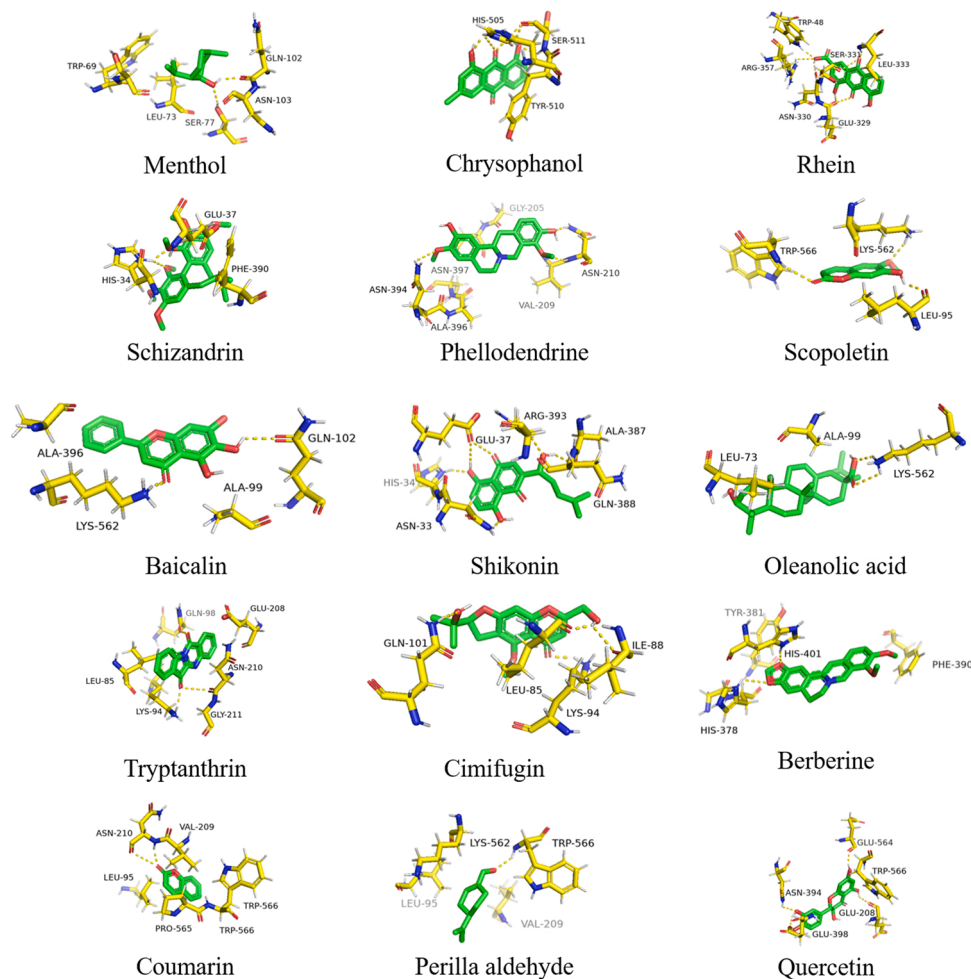 TRP-69
GLN-102
LEU-73
ASN-103
SER-77
Menthol
HIS-505
SER-511
TYR-510
Chrysophanol
TRP-48
SER-331
ARG-357
LEU-333
ASN-330
GLU-329
Rhein
GLU-37
HIS-34
PHE-390
Schizandrin
GLY-205
ASN-397
ASN-210
ASN-394
VAL-209
ALA-396
Phellodendrine
TRP-566
LYS-562
LEU-95
Scopoletin
ALA-396
GLN-102
ALA-99
LYS-562
Baicalin
ARG-393
ALA-387
GLU-37
HIS-34
GLN-388
ASN-33
Shikonin
ALA-99
LEU-73
LYS-562
Oleanolic acid
GLN-98
GLU-208
ASN-210
LEU-85
LYS-94
GLY-211
Tryptanthrin
GLN-101
ILE-88
LEU-85
LYS-94
Cimifugin
TYR-381
HIS-401
PHE-390
HIS-378
Berberine
ASN-210
VAL-209
LEU-95
PRO-565
TRP-566
Coumarin
LYS-562
TRP-566
LEU-95
VAL-209
Perilla aldehyde
GLU-564
TRP-566
ASN-394
GLU-208
GLU-398
Quercetin